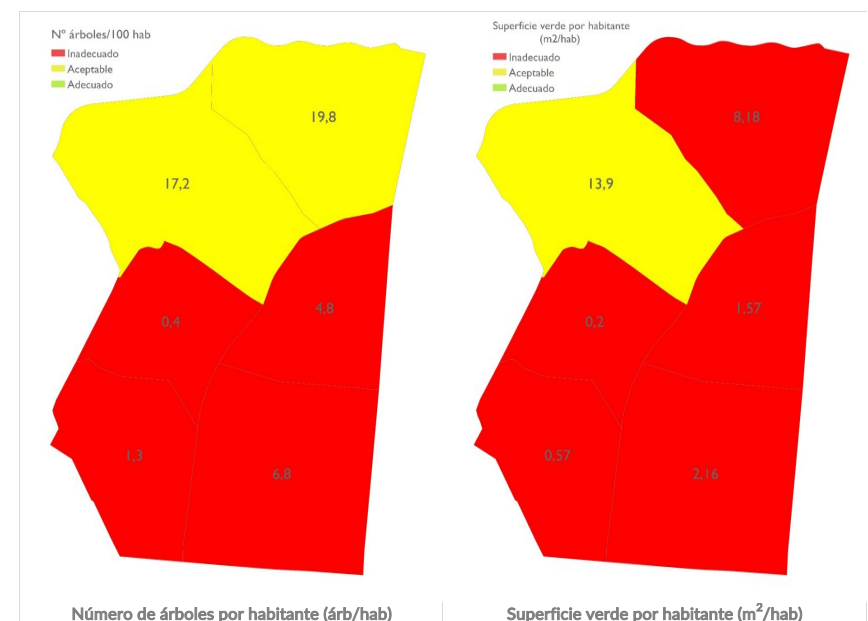 Nº árboles/100 hab
Inadecuado
Aceptable
Adecuado
19,8
17,2
4,8
0,4
1,3
6,8
Número de árboles por habitante (árb/hab)
Superficie verde por habitante
(m2/hab)
Inadecuado
Aceptable
Adecuado
8,18
13,9
1,57
0,2
0,57
2,16
Superficie verde por habitante (m²/hab)